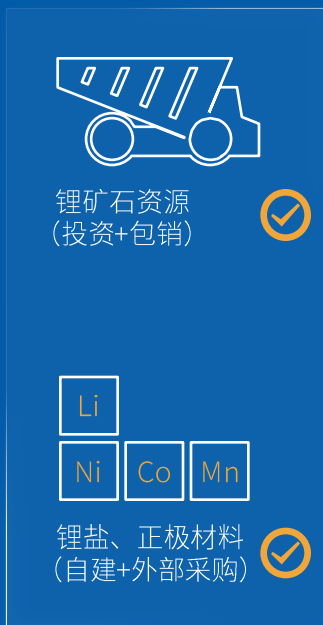 锂矿石资源
(投资+包销)
Li
Ni Co Mn
锂盐、正极材料
(自建+外部采购)